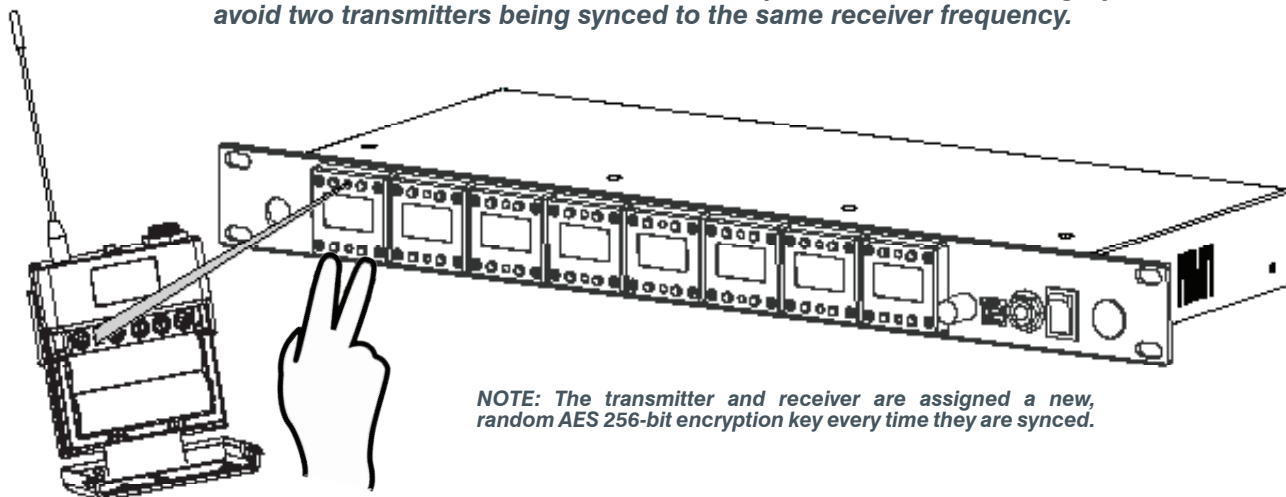 avoid two transmitters being synced to the same receiver frequency.
NOTE: The transmitter and receiver are assigned a new,
random AES 256-bit encryption key every time they are synced.